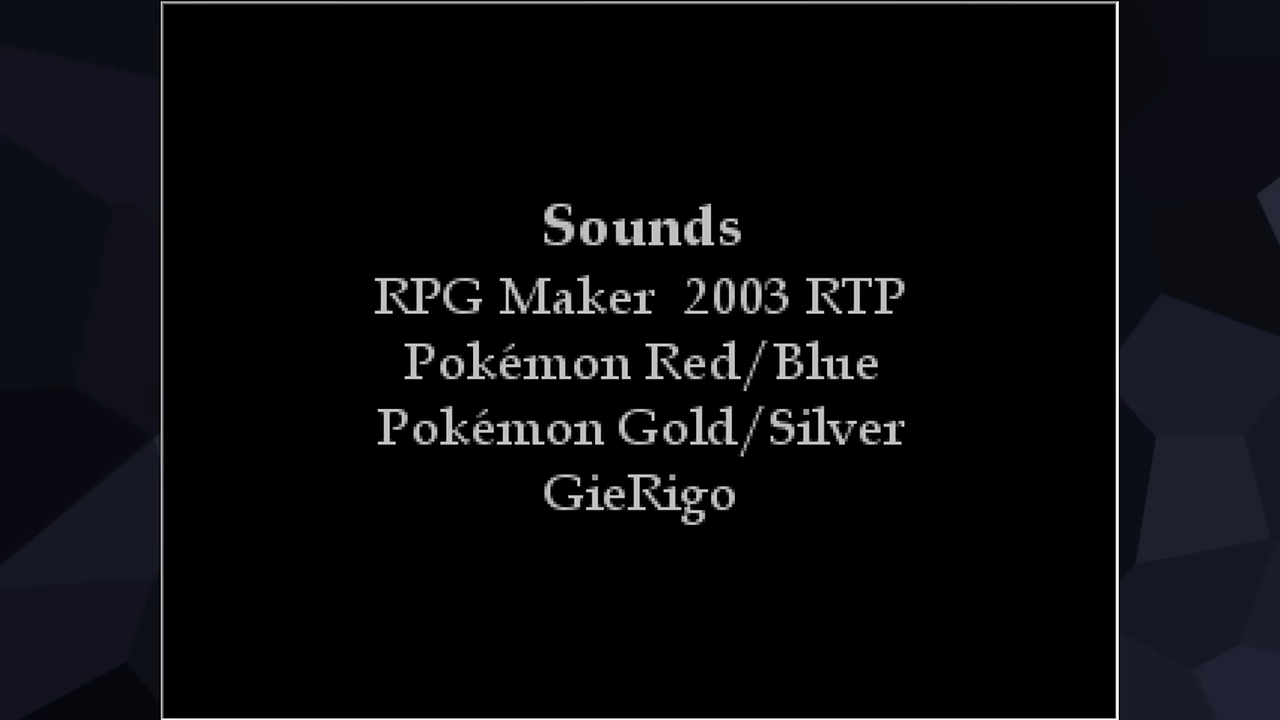 Sounds
RPG Maker 2003 RTP
Pokémon Red/Blue
Pokémon Gold/Silver
GieRigo